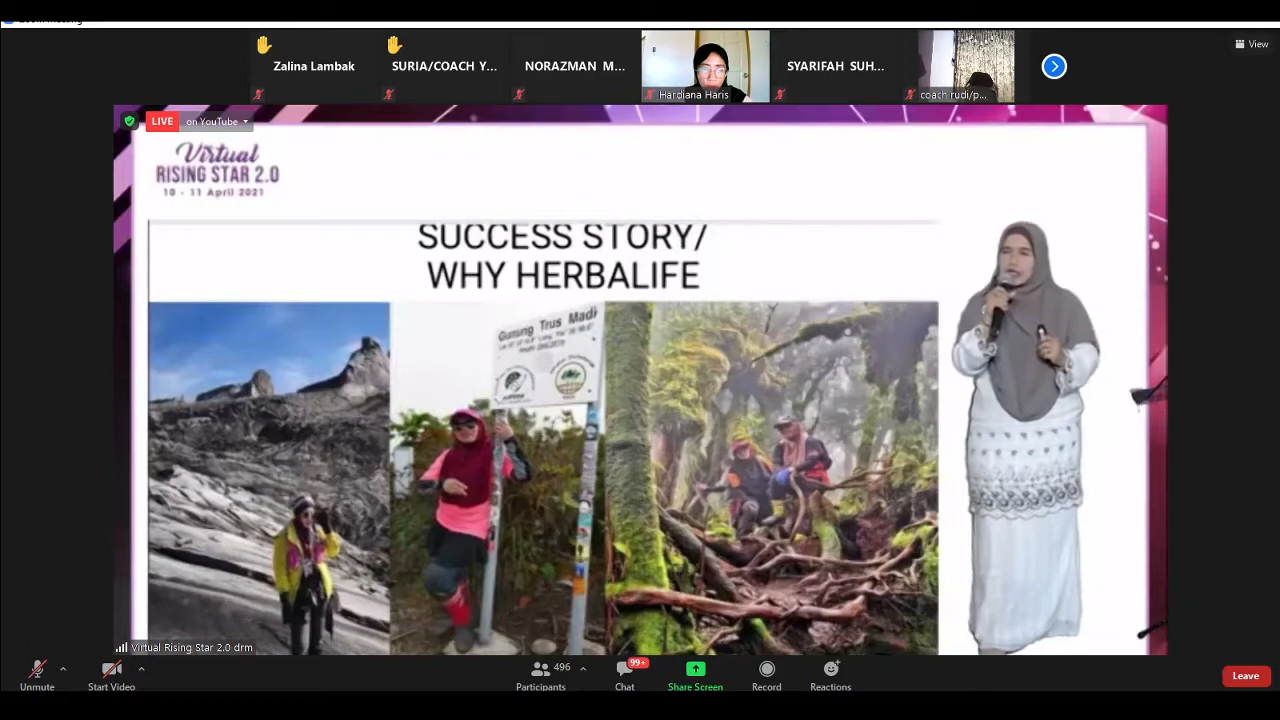 Zalina Lambak
SURIA/COACH Y...
NORAZMAN M...
Hardiana Haris
SYARIFAH SUH...
coach rudi/p...
View
LIVE on YouTube
Virtual
RISING STAR 2.0
10 - 11 April 2021
SUCCESS STORY/
WHY HERBALIFE
Gunung Trus Madi
Virtual Rising Star 2.0 drm
Unmute
Start Video
496
Participants
99+
Chat
Share Screen
Record
Reactions
Leave